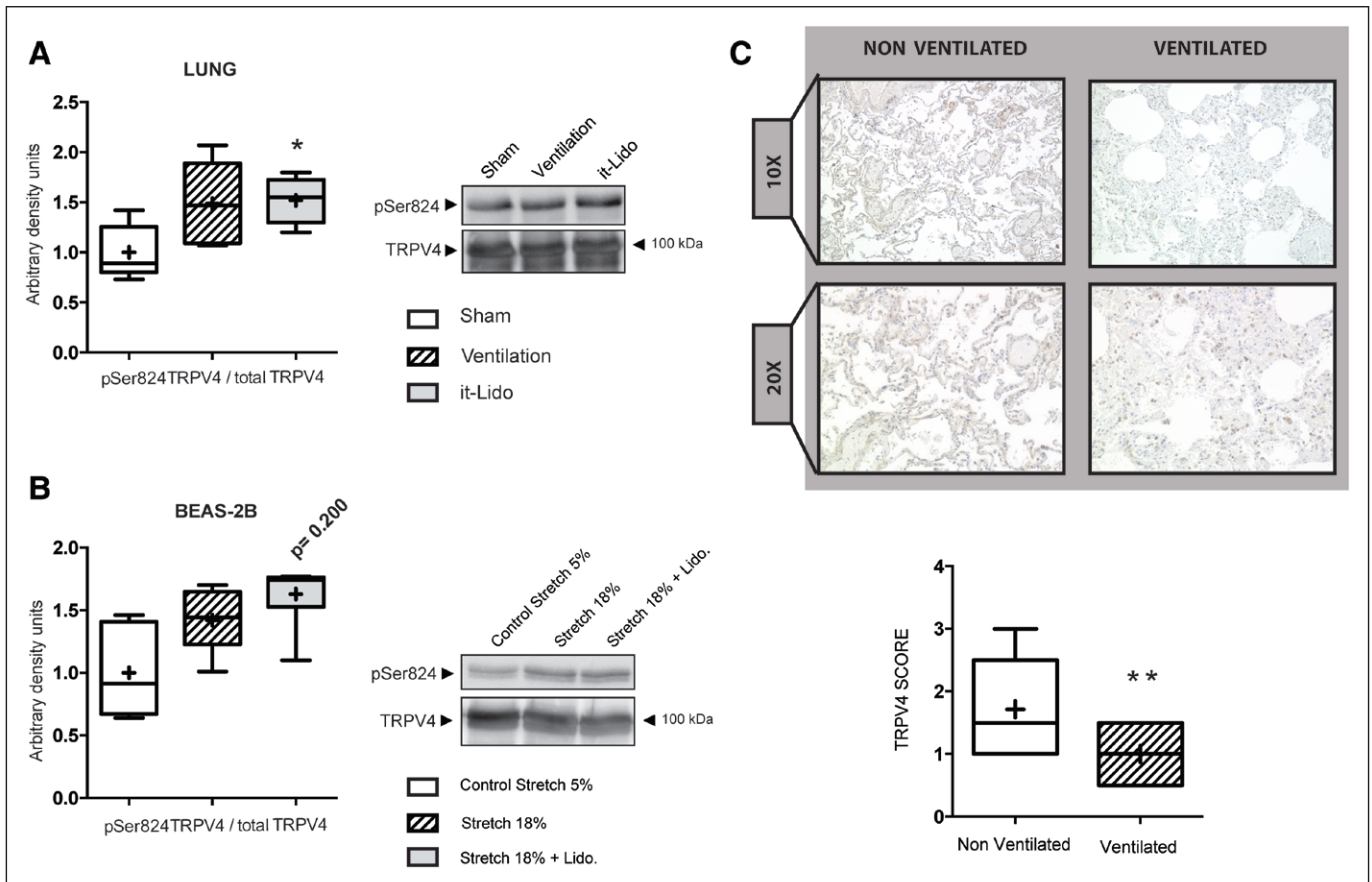 A
LUNG
Arbitrary density units
2.5
2.0
1.5
1.0
0.5
0.0
*
pSer824TRPV4 / total TRPV4
Sham
Ventilation
it-Lido
pSer824
TRPV4
100 kDa
Sham
Ventilation
it-Lido
B
BEAS-2B
Arbitrary density units
2.0
1.5
1.0
0.5
0.0
p= 0.200
pSer824TRPV4 / total TRPV4
Control Stretch 5%
Stretch 18%
Stretch 18% + Lido.
pSer824
TRPV4
100 kDa
Control Stretch 5%
Stretch 18%
Stretch 18% + Lido.
C
NON VENTILATED
VENTILATED
10X
20X
TRPV4 SCORE
4
3
2
1
0
**
Non Ventilated
Ventilated